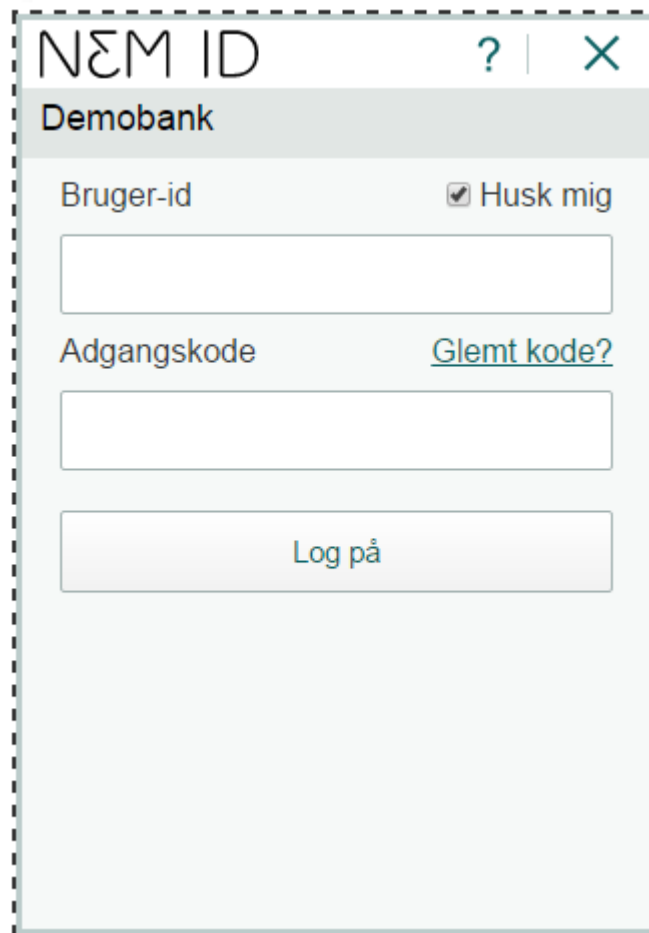 NEM ID ?
Demobank
Bruger-id Husk mig
Adgangskode Glemt kode?
Log på